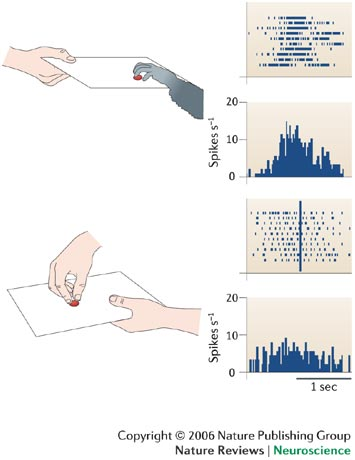 20
10
0
Spikes s⁻¹
20
10
0
Spikes s⁻¹
1 sec
Copyright © 2006 Nature Publishing Group
Nature Reviews | Neuroscience